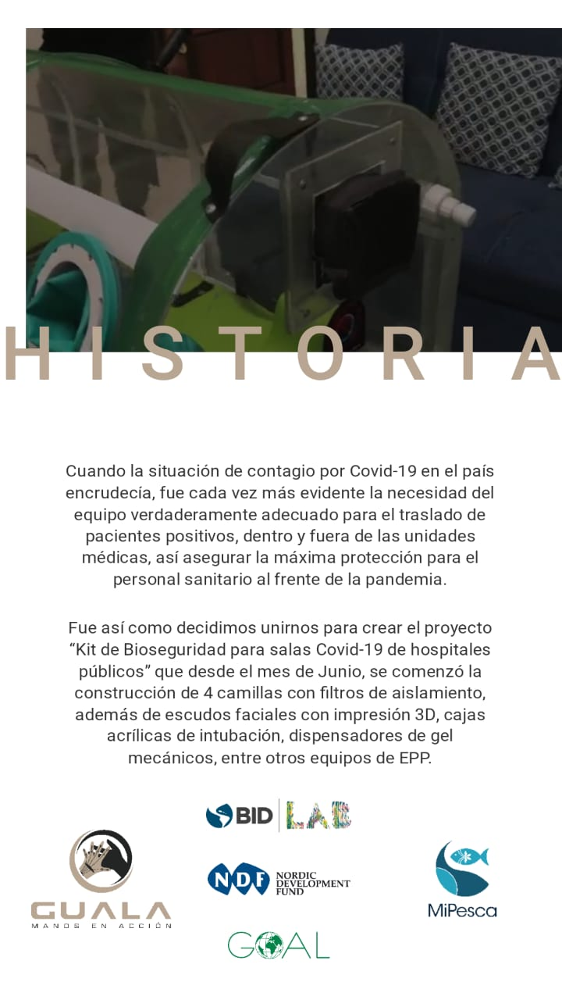 HISTORIA
Cuando la situación de contagio por Covid-19 en el país
encrudecía, fue cada vez más evidente la necesidad del
equipo verdaderamente adecuado para el traslado de
pacientes positivos, dentro y fuera de las unidades
médicas, así asegurar la máxima protección para el
personal sanitario al frente de la pandemia.
Fue así como decidimos unirnos para crear el proyecto
“Kit de Bioseguridad para salas Covid-19 de hospitales
públicos” que desde el mes de Junio, se comenzó la
construcción de 4 camillas con filtros de aislamiento,
además de escudos faciales con impresión 3D, cajas
acrílicas de intubación, dispensadores de gel
mecánicos, entre otros equipos de EPP.
BID LAB
GUALA
MANOS EN ACCIÓN
NDF NORDIC
DEVELOPMENT
FUND
GOAL
MiPesca